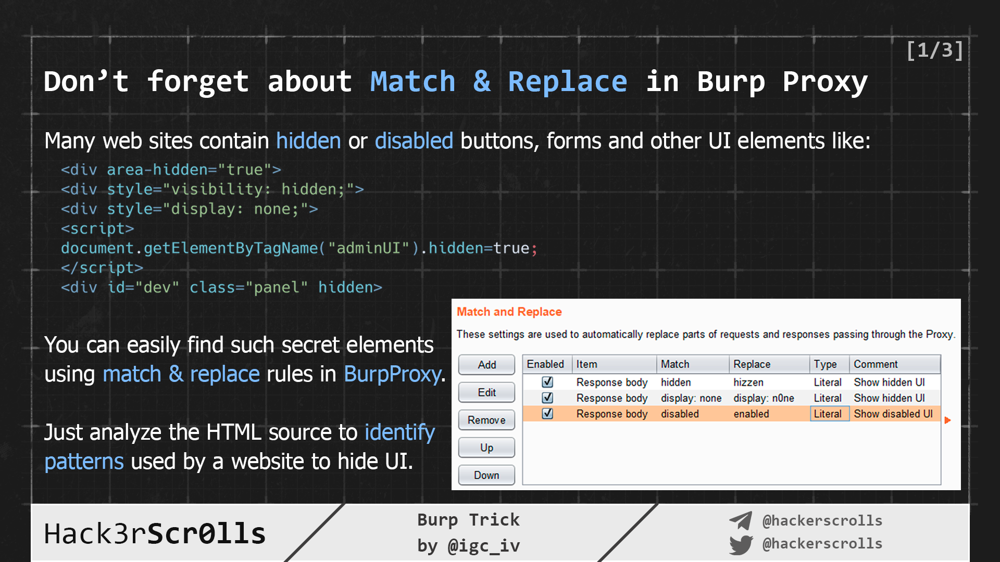 [1/3]
Don’t forget about Match & Replace in Burp Proxy
Many web sites contain hidden or disabled buttons, forms and other UI elements like:
<div area-hidden="true">
<div style="visibility: hidden;">
<div style="display: none;">
<script>
document.getElementByTagName("adminUI").hidden=true;
</script>
<div id="dev" class="panel" hidden>
You can easily find such secret elements
using match & replace rules in BurpProxy.
Just analyze the HTML source to identify
patterns used by a website to hide UI.
Match and Replace
These settings are used to automatically replace parts of requests and responses passing through the Proxy.
Add
Edit
Remove
Up
Down
Enabled Item Match Replace Type Comment
Response body hidden hizzen Literal Show hidden UI
Response body display: none display: n0ne Literal Show hidden UI
Response body disabled enabled Literal Show disabled UI
Hack3rScr0lls
Burp Trick
by @igc_iv
@hackerscrolls
@hackerscrolls